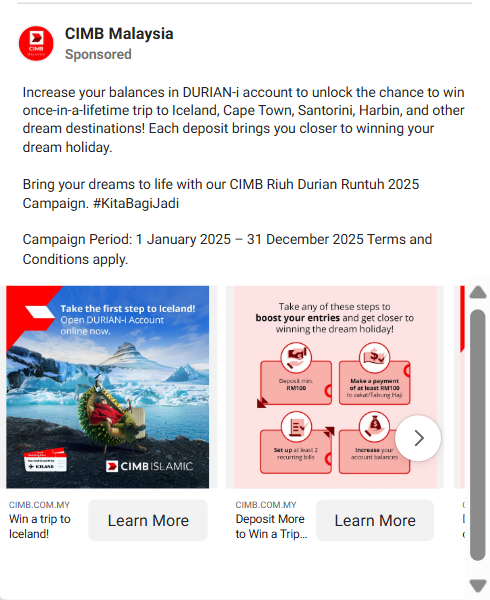 CIMB Malaysia
Sponsored
Increase your balances in DURIAN-i account to unlock the chance to win
once-in-a-lifetime trip to Iceland, Cape Town, Santorini, Harbin, and other
dream destinations! Each deposit brings you closer to winning your
dream holiday.
Bring your dreams to life with our CIMB Riuh Durian Runtuh 2025
Campaign. #KitaBagiJadi
Campaign Period: 1 January 2025 – 31 December 2025 Terms and
Conditions apply.
Take the first step to Iceland!
Open DURIAN-i Account
online now.
ICELAND
CIMB ISLAMIC
CIMB.COM.MY
Win a trip to
Iceland!
Learn More
Take any of these steps to
boost your entries and get closer to
winning the dream holiday!
Deposit min.
RM100
Make a payment
of at least RM100
to zakat/Tabung Haji
Set up at least 2
recurring bills
Increase your
account balances
CIMB.COM.MY
Deposit More
to Win a Trip...
Learn More